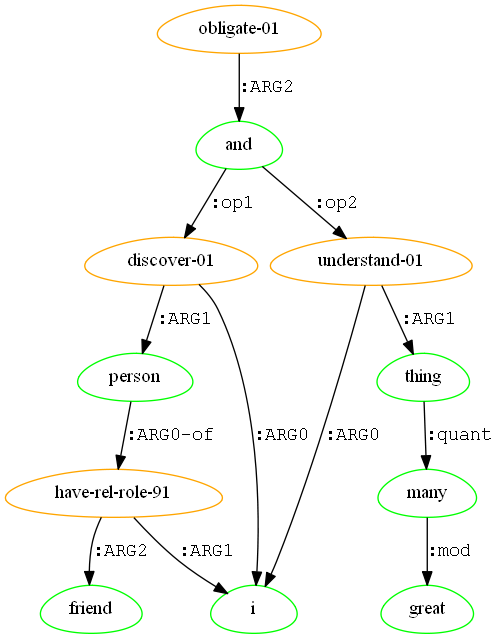 obligate-01
:ARG2
and
:op1 :op2
discover-01 understand-01
:ARG1 :ARG1
person thing
:ARG0-of :ARG0 :ARG0 :quant
have-rel-role-91 many
:ARG2 :ARG1 :mod
friend i great